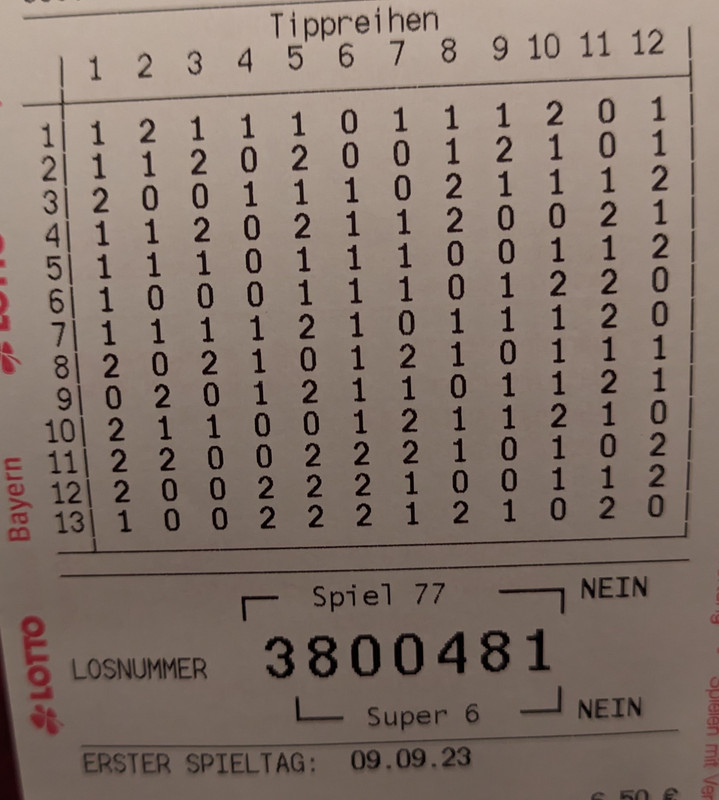 Tippreihen
1 2 3 4 5 6 7 8 9 10 11 12
1 1 2 1 1 1 0 1 1 1 2 0 1
2 1 1 2 0 2 0 0 1 2 1 0 1
3 2 0 0 1 1 1 0 2 1 1 1 2
4 1 1 2 0 2 1 1 2 0 0 2 1
5 1 1 1 0 1 1 1 0 0 1 1 2
6 1 0 0 0 1 1 1 0 1 2 2 0
7 1 1 1 1 2 1 0 1 1 1 2 0
8 2 0 2 1 0 1 2 1 0 1 1 1
9 0 2 0 1 2 1 1 0 1 1 2 1
10 2 1 1 0 0 1 2 1 1 2 1 0
11 2 2 0 0 2 2 2 1 0 1 0 2
12 2 0 0 2 2 2 1 0 0 1 1 2
13 1 0 0 2 2 2 1 2 1 0 2 0
Spiel 77 NEIN
LOSNUMMER 3800481
Super 6 NEIN
ERSTER SPIELTAG: 09.09.23
LOTTO
Bayern
LOTTO
Spielen mit Ver